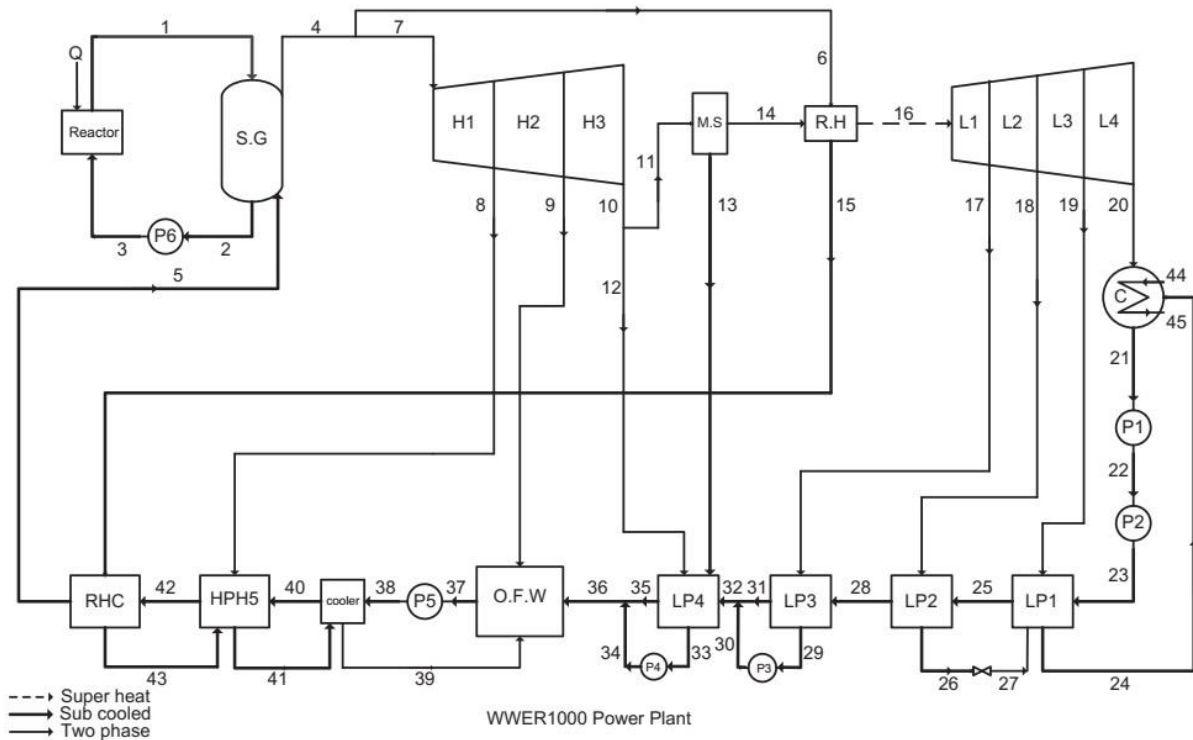 1
4
7
6
Q
Reactor
S.G
H1
H2
H3
M.S
14
R.H
16
L1
L2
L3
L4
11
8
9
10
13
15
17
18
19
20
3
P6
2
5
12
44
C
45
21
P1
22
P2
23
RHC
42
HPH5
40
cooler
38
P5
37
O.F.W
36
35
LP4
32
31
LP3
28
LP2
25
LP1
43
41
39
34
P4
33
30
P3
29
26
27
24
Super heat
Sub cooled
Two phase
WWER1000 Power Plant